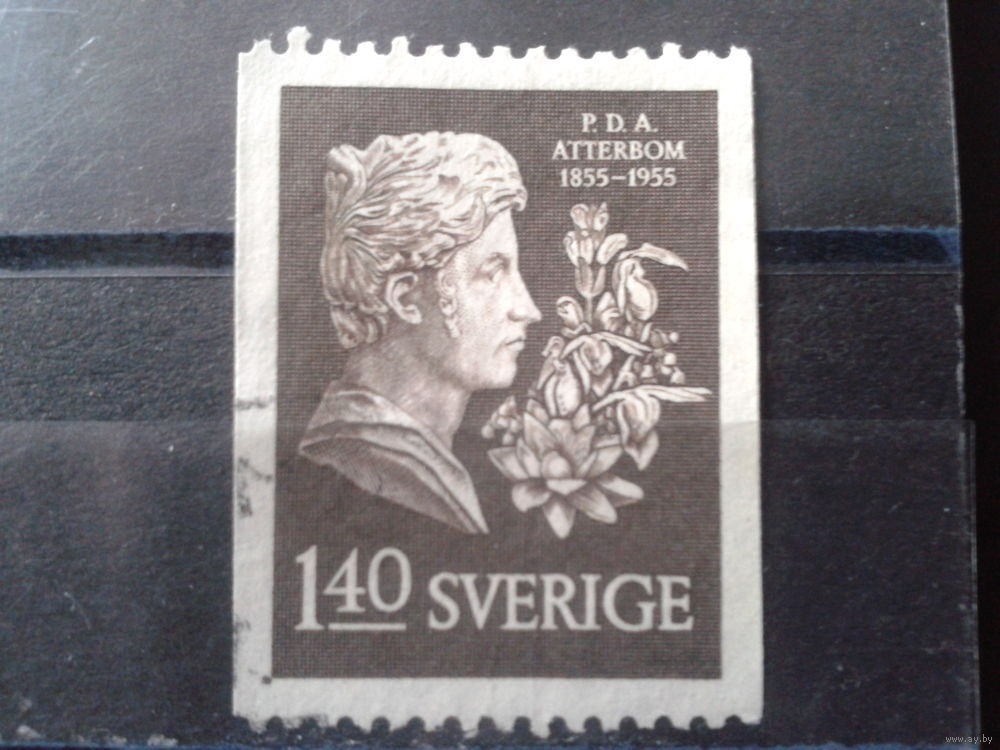 P. D. A.
ATTERBOM
1855–1955
1 40 SVERIGE
www.ay.by